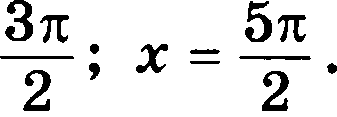 3π/2; x = 5π/2.